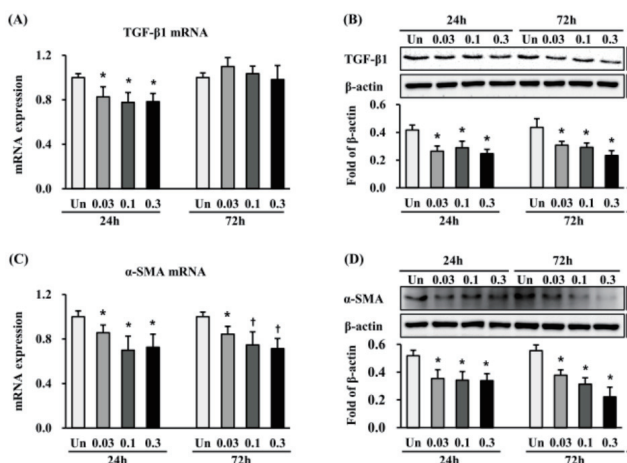 (A)
TGF-β1 mRNA
mRNA expression
1.2
0.8
0.4
0.0
* * *
Un 0.03 0.1 0.3 Un 0.03 0.1 0.3
24h 72h
(B)
24h 72h
Un 0.03 0.1 0.3 Un 0.03 0.1 0.3
TGF-β1
β-actin
Fold of β-actin
0.6
0.4
0.2
0.0
* * * * * *
Un 0.03 0.1 0.3 Un 0.03 0.1 0.3
24h 72h
(C)
α-SMA mRNA
mRNA expression
1.2
0.8
0.4
0.0
* * * * † †
Un 0.03 0.1 0.3 Un 0.03 0.1 0.3
24h 72h
(D)
24h 72h
Un 0.03 0.1 0.3 Un 0.03 0.1 0.3
α-SMA
β-actin
Fold of β-actin
0.6
0.4
0.2
0.0
* * * * * *
Un 0.03 0.1 0.3 Un 0.03 0.1 0.3
24h 72h